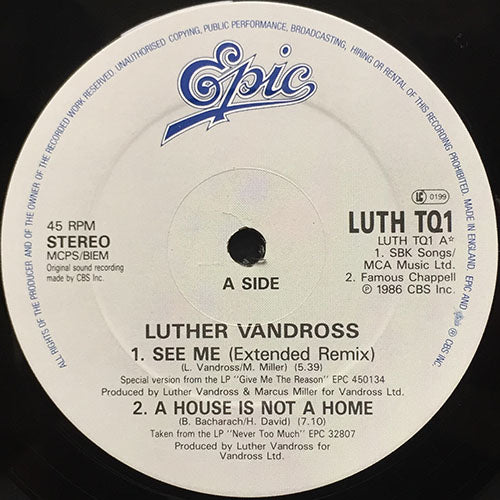 ALL RIGHTS OF THE PRODUCER AND OF THE OWNER OF THE RECORDED WORK RESERVED. UNAUTHORISED COPYING, PUBLIC PERFORMANCE, BROADCASTING, HIRING OR RENTAL OF THIS RECORDING PROHIBITED. MADE IN ENGLAND. EPIC AND Epic ® CBS INC.
Epic
45 RPM
STEREO
MCPS/BIEM
Original sound recording
made by CBS Inc.
A SIDE
LC 0199
LUTH TQ1
LUTH TQ1 A☆
1. SBK Songs/
MCA Music Ltd.
2. Famous Chappell
℗ 1986 CBS Inc.
LUTHER VANDROSS
1. SEE ME (Extended Remix)
(L. Vandross/M. Miller) (5.39)
Special version from the LP "Give Me The Reason" EPC 450134
Produced by Luther Vandross & Marcus Miller for Vandross Ltd.
2. A HOUSE IS NOT A HOME
(B. Bacharach/H. David) (7.10)
Taken from the LP "Never Too Much" EPC 32807
Produced by Luther Vandross for
Vandross Ltd.